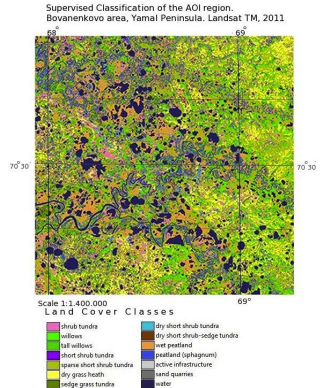 Supervised Classification of the AOI region.
Bovanenkovo area, Yamal Peninsula. Landsat TM, 2011
68° 69°
70°30' 70°30'
69°
Scale 1:1.400.000
Land Cover Classes
shrub tundra
willows
tall willows
short shrub tundra
sparse short shrub tundra
dry grass heath
sedge grass tundra
dry short shrub tundra
dry short shrub-sedge tundra
wet peatland
peatland (sphagnum)
active infrastructure
sand quarries
water